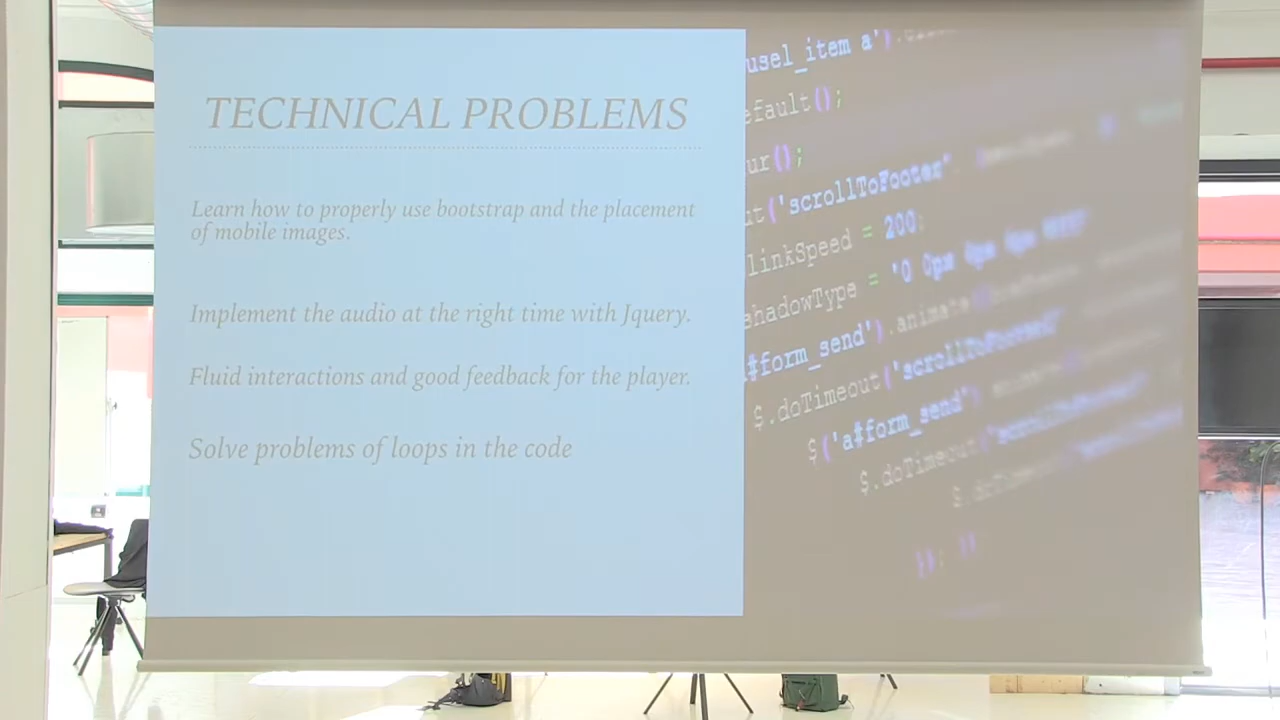 TECHNICAL PROBLEMS
Learn how to properly use bootstrap and the placement
of mobile images.
Implement the audio at the right time with Jquery.
Fluid interactions and good feedback for the player.
Solve problems of loops in the code
usel_item a').
efault();
ur();
('scrollToFooter'
linkSpeed = 200;
shadowType = '0 0px
#form_send').animate(
$.doTimeout('scrollToFooter'
$('a#form_send')
$.doTimeout(
$.doTimeout(
}); })